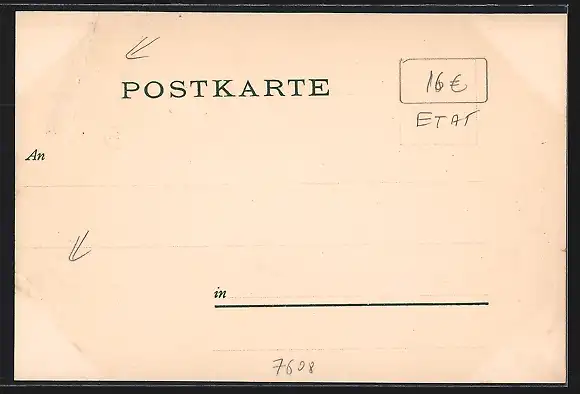 POSTKARTE
16 €
ETAT
An
in
7608